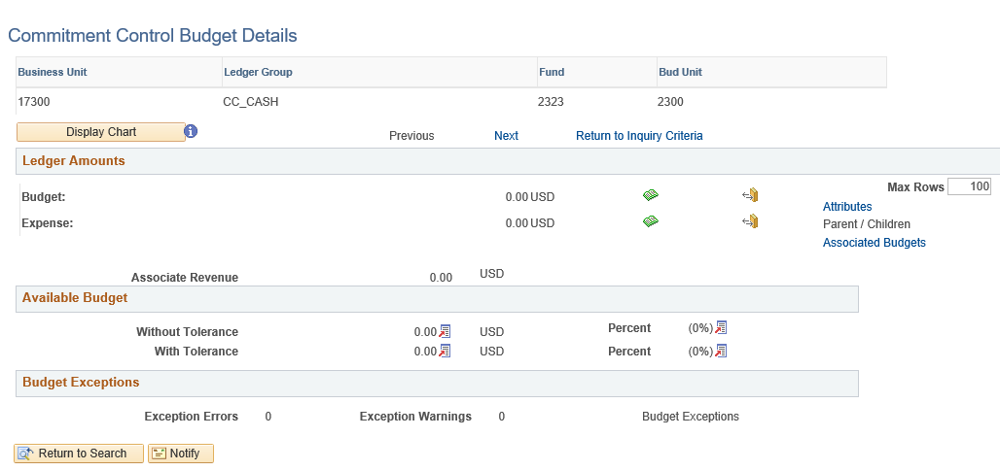 Commitment Control Budget Details
Business Unit Ledger Group Fund Bud Unit
17300 CC_CASH 2323 2300
Display Chart Previous Next Return to Inquiry Criteria
Ledger Amounts
Max Rows 100
Budget: 0.00 USD
Attributes
Expense: 0.00 USD Parent / Children
Associated Budgets
Associate Revenue 0.00 USD
Available Budget
Without Tolerance 0.00 USD Percent (0%)
With Tolerance 0.00 USD Percent (0%)
Budget Exceptions
Exception Errors 0 Exception Warnings 0 Budget Exceptions
Return to Search Notify